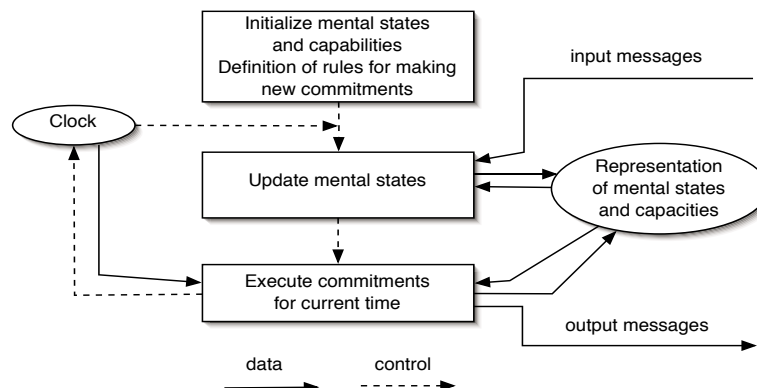 Initialize mental states
and capabilities
Definition of rules for making
new commitments
input messages
Clock
Update mental states
Representation
of mental states
and capacities
Execute commitments
for current time
output messages
data
control